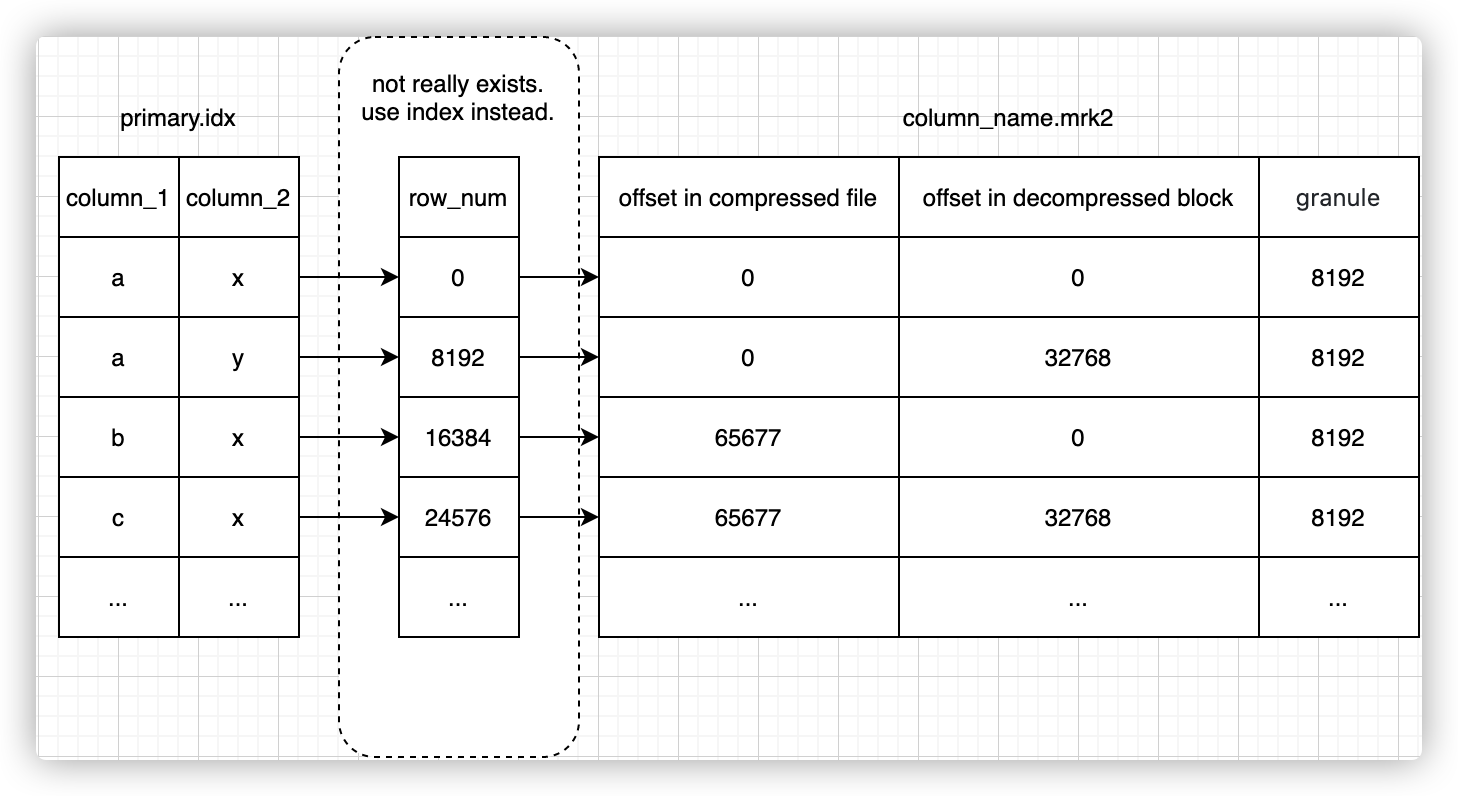 not really exists.
use index instead.
primary.idx
column_name.mrk2
column_1 column_2 row_num offset in compressed file offset in decompressed block granule
a x 0 0 0 8192
a y 8192 0 32768 8192
b x 16384 65677 0 8192
c x 24576 65677 32768 8192
... ... ... ... ... ...